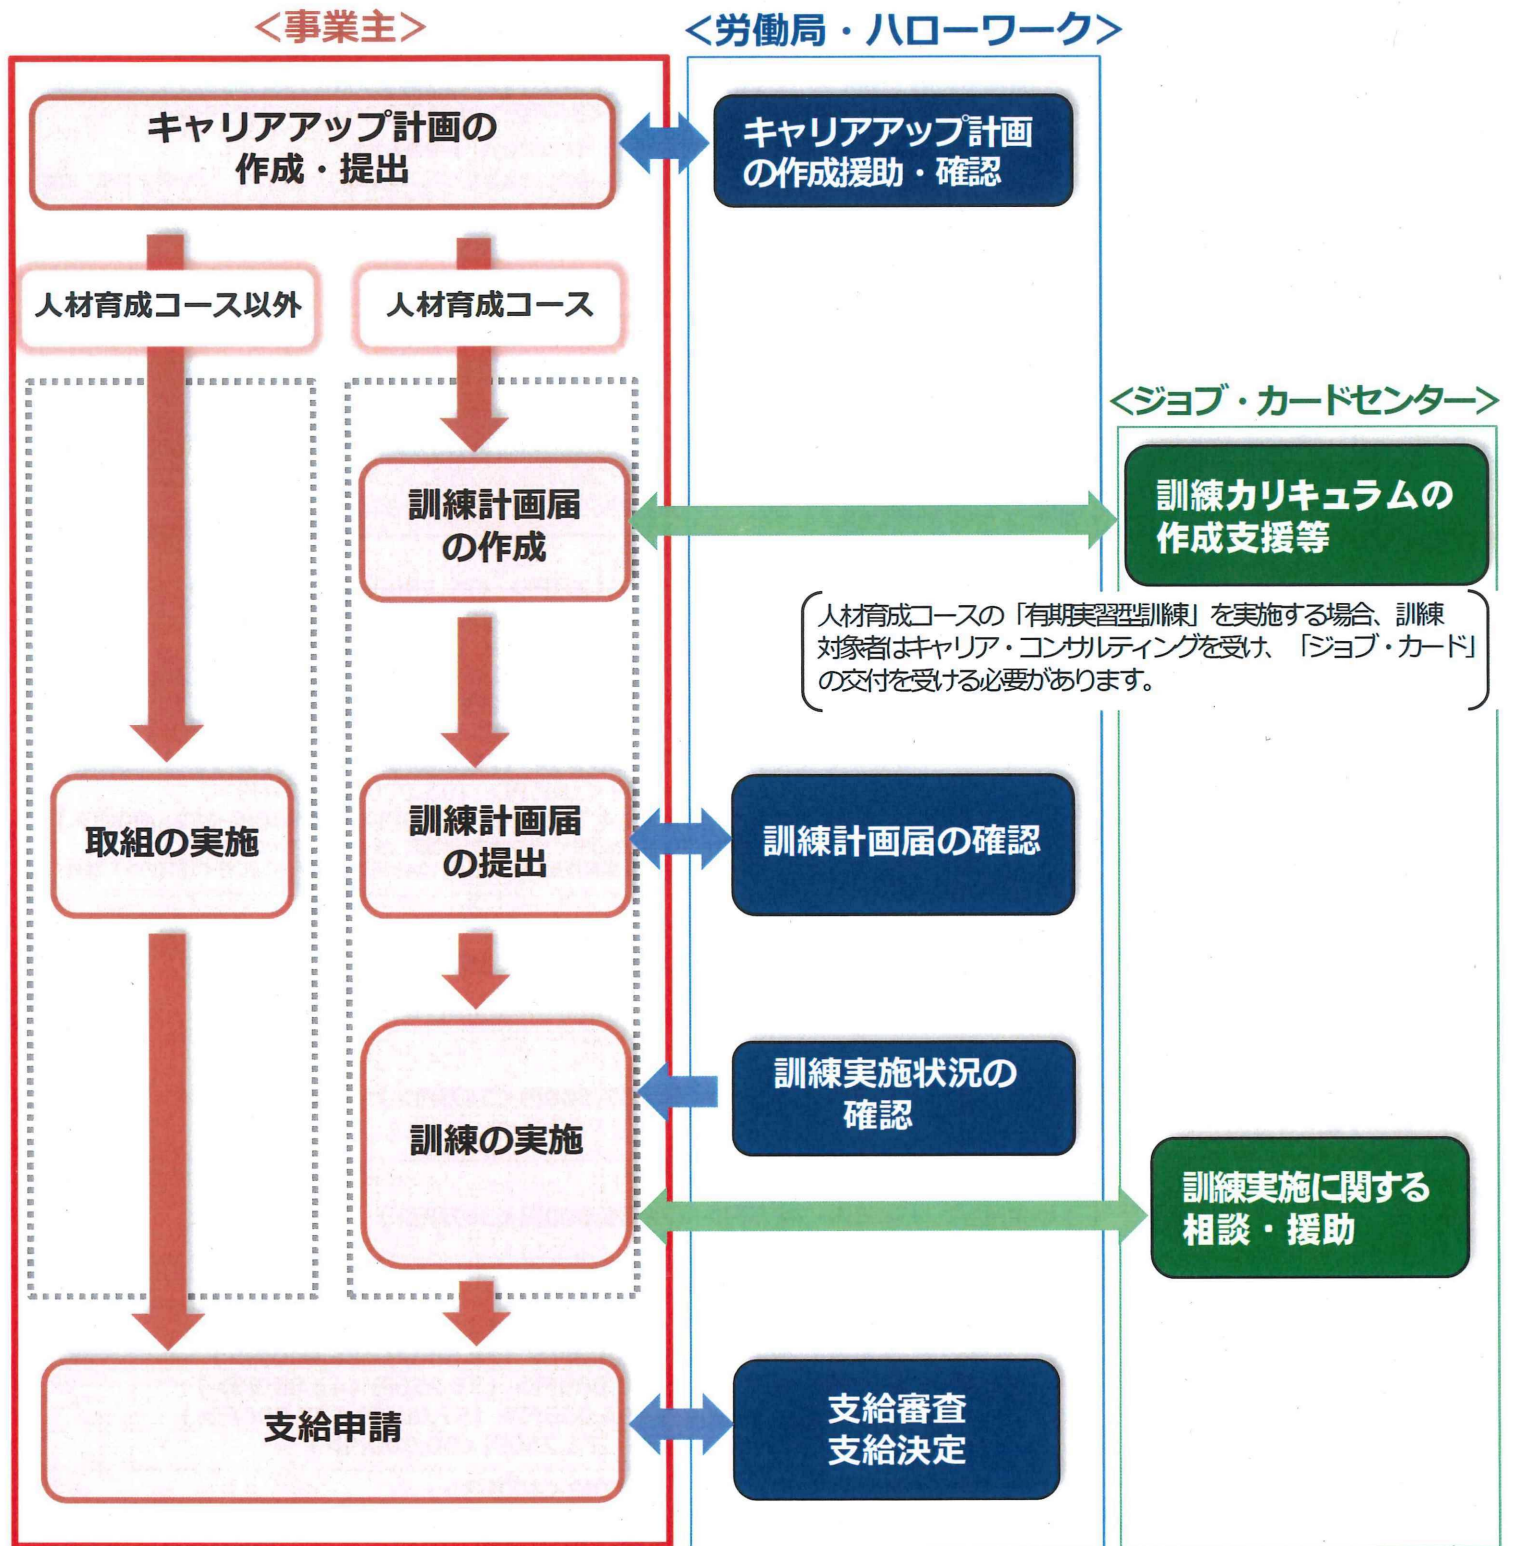 ＜事業主＞
＜労働局・ハローワーク＞
キャリアアップ計画の
作成・提出
キャリアアップ計画
の作成援助・確認
人材育成コース以外
人材育成コース
＜ジョブ・カードセンター＞
訓練計画届
の作成
訓練カリキュラムの
作成支援等
人材育成コースの「有期実習型訓練」を実施する場合、訓練
対象者はキャリア・コンサルティングを受け、「ジョブ・カード」
の交付を受ける必要があります。
取組の実施
訓練計画届
の提出
訓練計画届の確認
訓練の実施
訓練実施状況の
確認
訓練実施に関する
相談・援助
支給申請
支給審査
支給決定